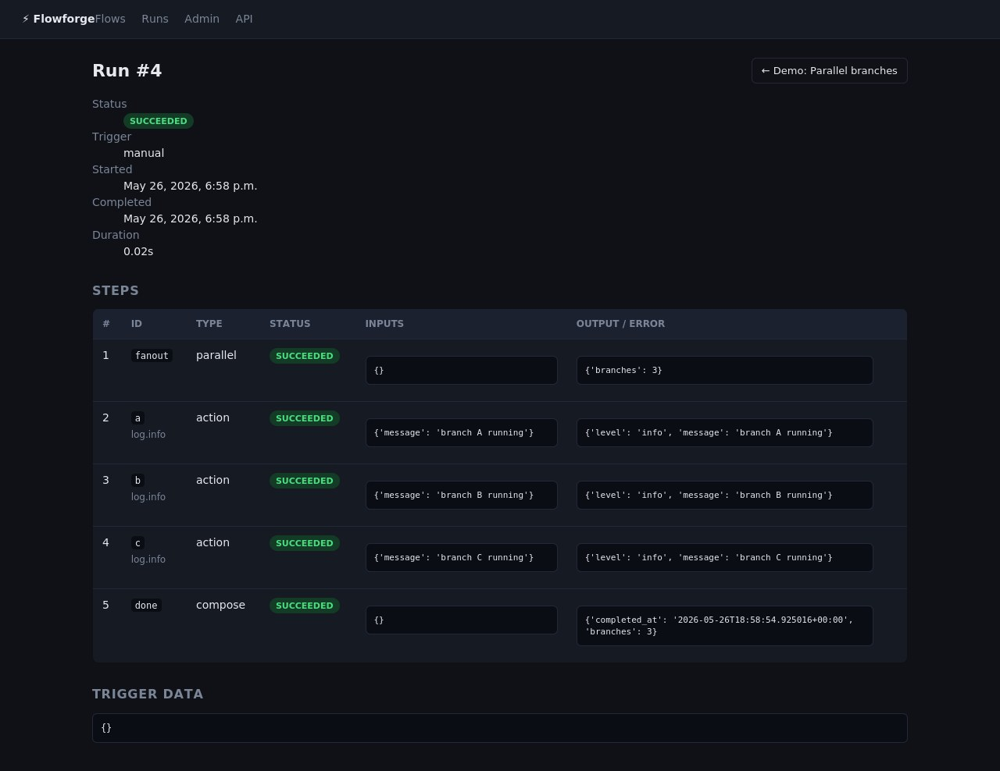 ⚡ Flowforge Flows Runs Admin API
Run #4
← Demo: Parallel branches
Status
SUCCEEDED
Trigger
manual
Started
May 26, 2026, 6:58 p.m.
Completed
May 26, 2026, 6:58 p.m.
Duration
0.02s
STEPS
# ID TYPE STATUS INPUTS OUTPUT / ERROR
1 fanout parallel SUCCEEDED {} {'branches': 3}
2 a action SUCCEEDED {'message': 'branch A running'} {'level': 'info', 'message': 'branch A running'}
log.info
3 b action SUCCEEDED {'message': 'branch B running'} {'level': 'info', 'message': 'branch B running'}
log.info
4 c action SUCCEEDED {'message': 'branch C running'} {'level': 'info', 'message': 'branch C running'}
log.info
5 done compose SUCCEEDED {} {'completed_at': '2026-05-26T18:58:54.925016+00:00',
'branches': 3}
TRIGGER DATA
{}